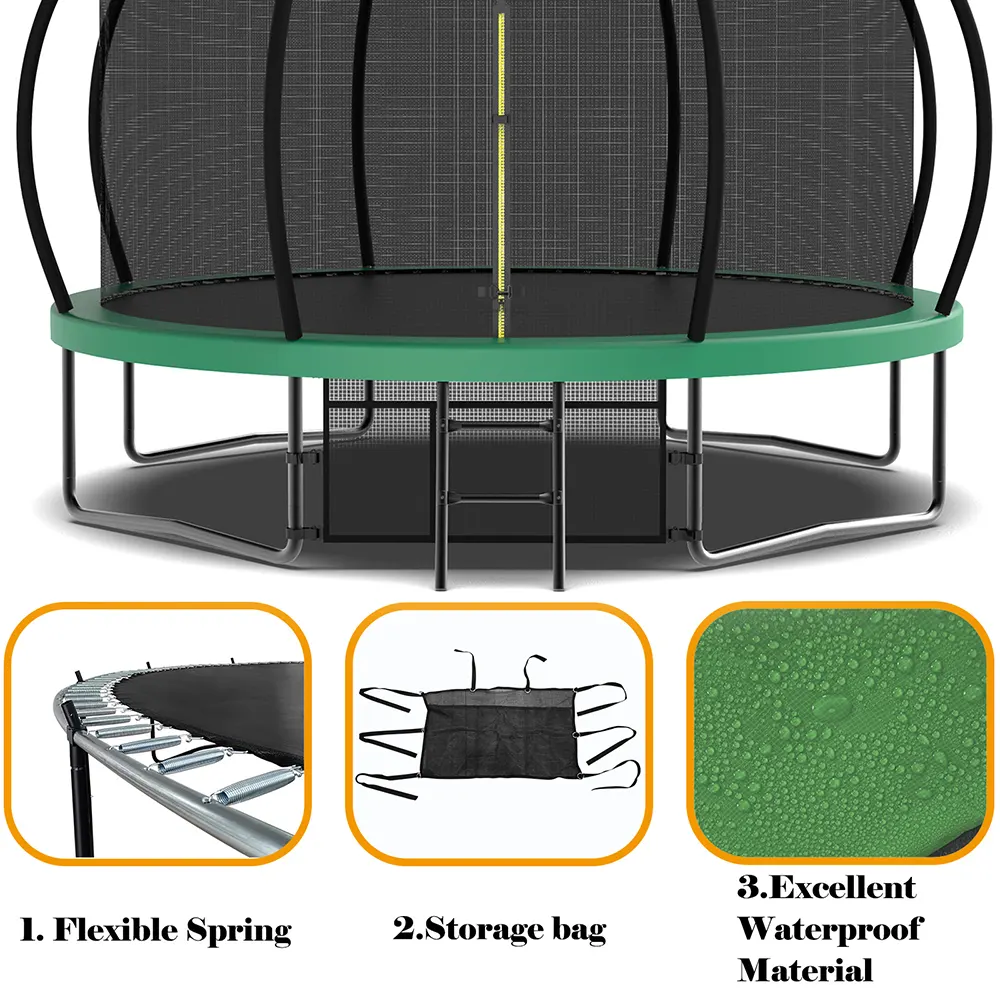 1. Flexible Spring
2.Storage bag
3.Excellent
Waterproof
Material